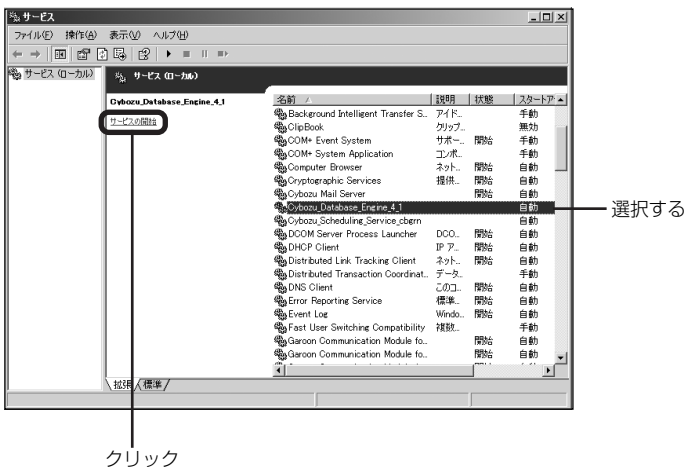 サービス
ファイル(F) 操作(A) 表示(V) ヘルプ(H)
サービス (ローカル)
サービス (ローカル)
Cybozu_Database_Engine_4_1
サービスの開始
名前 説明 状態 スタートア
Background Intelligent Transfer S... アイド... 手動
ClipBook クリップ... 無効
COM+ Event System サポー... 開始 手動
COM+ System Application コンポ... 手動
Computer Browser ネット... 開始 自動
Cryptographic Services 提供... 開始 自動
Cybozu Mail Server 開始 自動
Cybozu_Database_Engine_4_1 自動
Cybozu_Scheduling_Service_cbgrn 自動
DCOM Server Process Launcher DCO... 開始 自動
DHCP Client IP ア... 開始 自動
Distributed Link Tracking Client ネット... 開始 自動
Distributed Transaction Coordinat... データ... 手動
DNS Client このコ... 開始 自動
Error Reporting Service 標準... 開始 自動
Event Log Windo... 開始 自動
Fast User Switching Compatibility 複数... 手動
Garoon Communication Module fo... 開始 自動
Garoon Communication Module fo... 開始 自動
拡張 標準
選択する
クリック